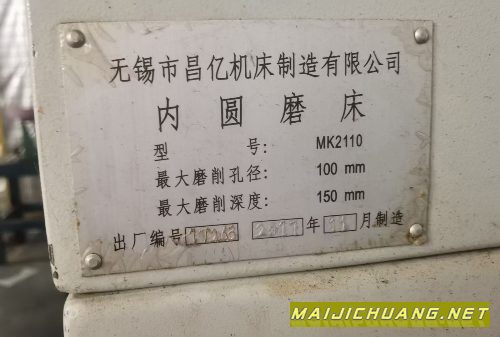 无锡市昌亿机床制造有限公司
内圆磨床
型 号: MK2110
最大磨削孔径: 100 mm
最大磨削深度: 150 mm
出厂编号 年 月制造
MAIJICHUANG.NET